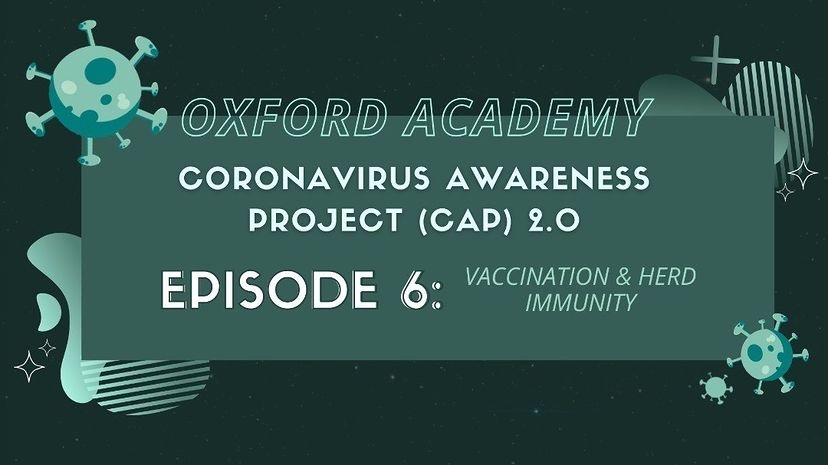 OXFORD ACADEMY
CORONAVIRUS AWARENESS
PROJECT (CAP) 2.0
EPISODE 6:
VACCINATION & HERD
IMMUNITY